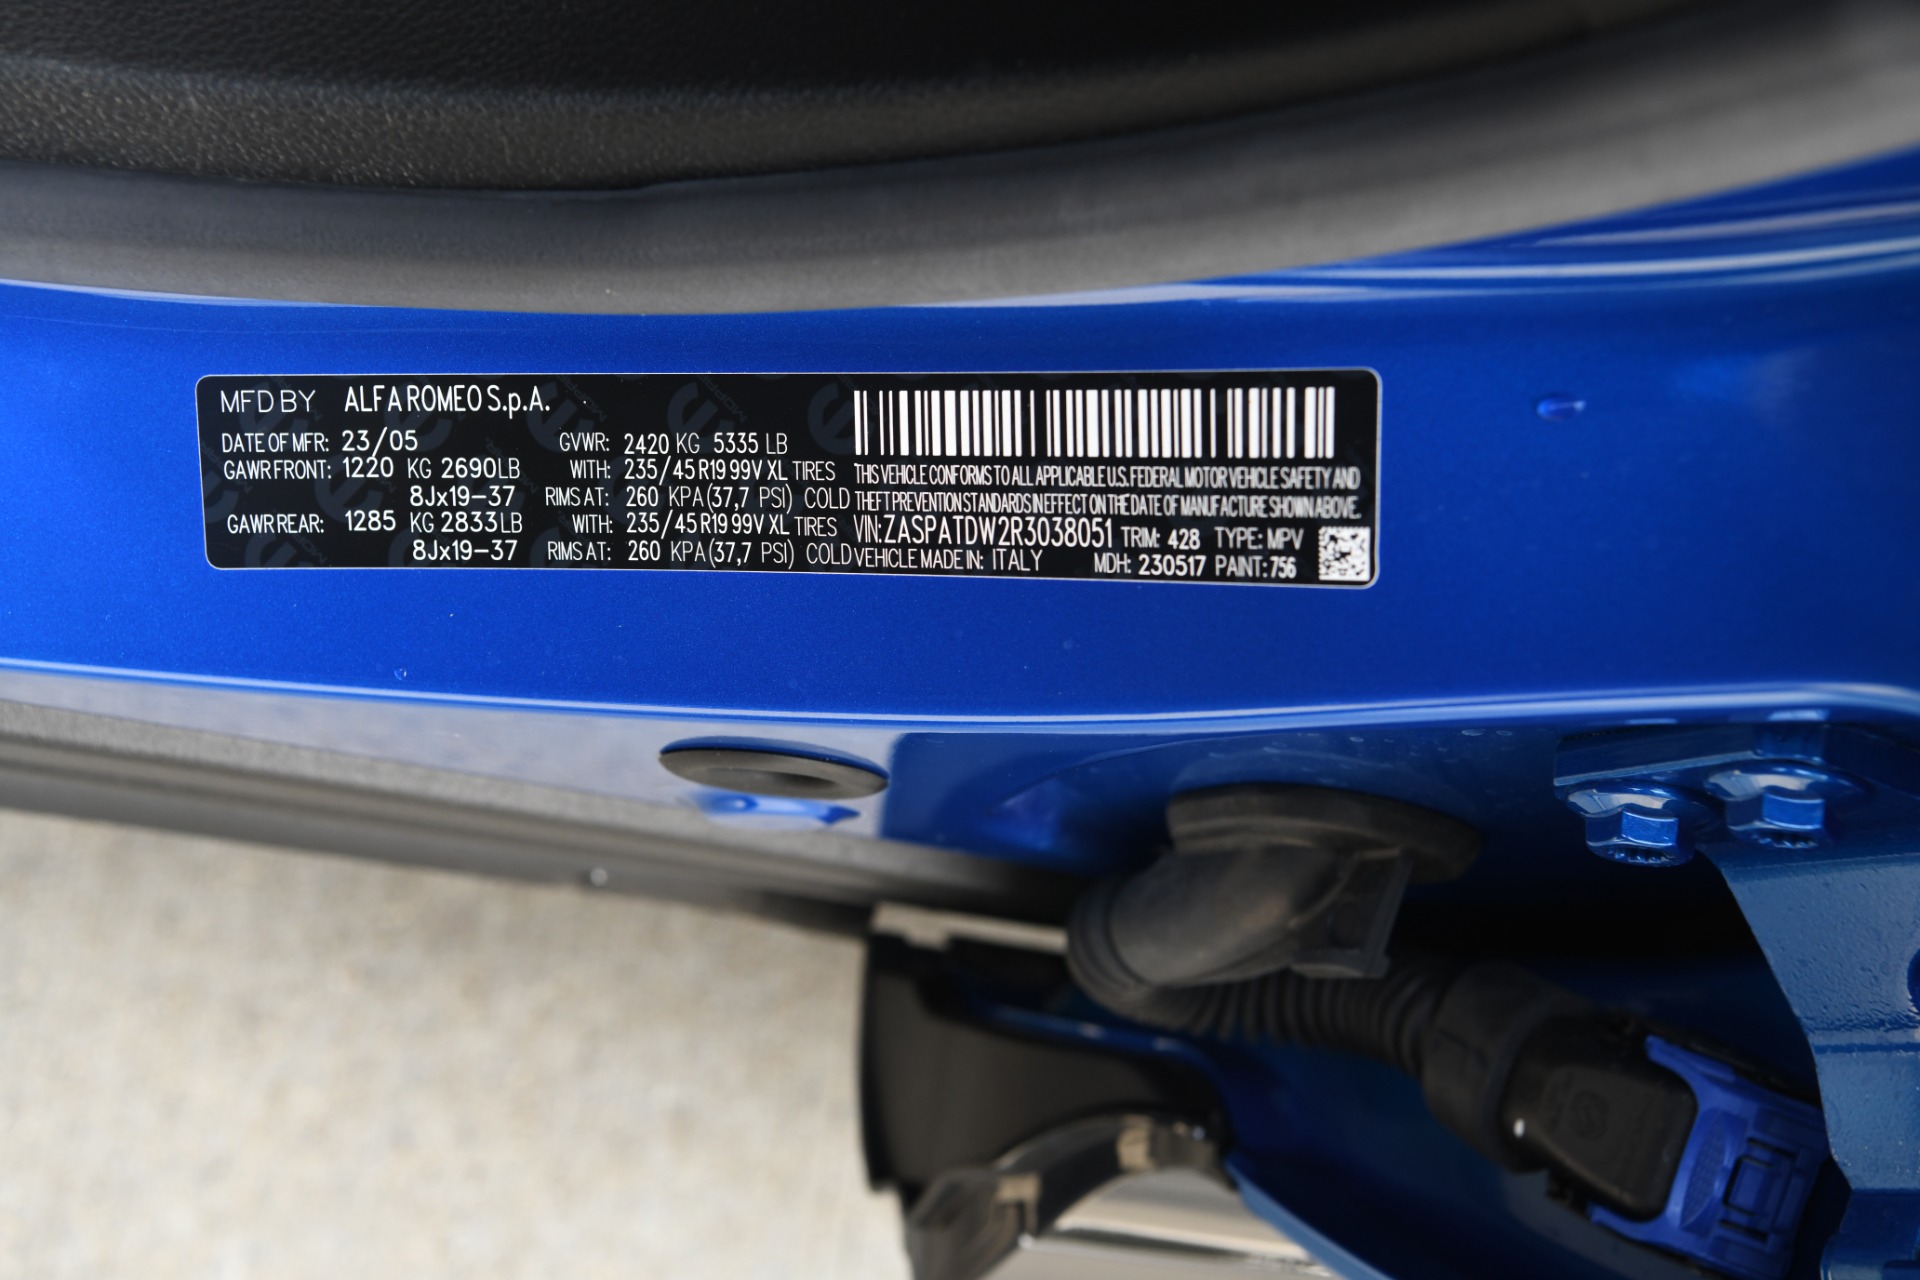 MFD BY ALFA ROMEO S.p.A.
DATE OF MFR: 23/05 GVWR: 2420 KG 5335 LB
GAWR FRONT: 1220 KG 2690 LB WITH: 235/45 R19 99V XL TIRES
8Jx19-37 RIMS AT: 260 KPA (37,7 PSI) COLD
GAWR REAR: 1285 KG 2833 LB WITH: 235/45 R19 99V XL TIRES
8Jx19-37 RIMS AT: 260 KPA (37,7 PSI) COLD
THIS VEHICLE CONFORMS TO ALL APPLICABLE U.S. FEDERAL MOTOR VEHICLE SAFETY AND
THEFT PREVENTION STANDARDS IN EFFECT ON THE DATE OF MANUFACTURE SHOWN ABOVE.
VIN: ZASPATDW2R3038051 TRIM: 428 TYPE: MPV
VEHICLE MADE IN: ITALY MDH: 230517 PAINT: 756